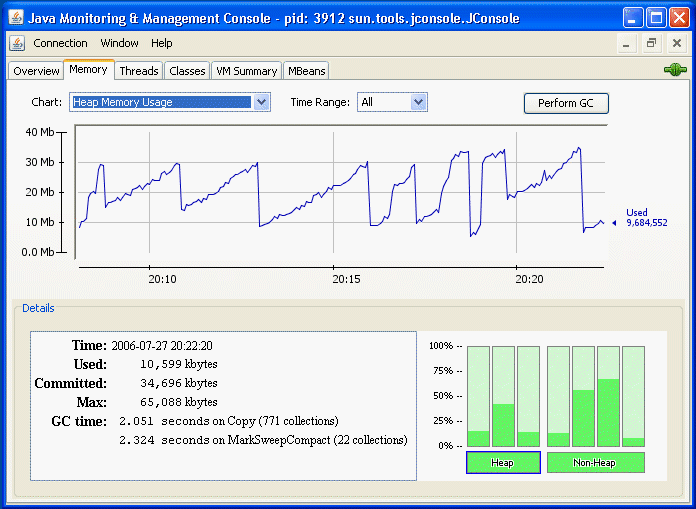 Java Monitoring & Management Console - pid: 3912 sun.tools.jconsole.JConsole
Connection Window Help
Overview Memory Threads Classes VM Summary MBeans
Chart: Heap Memory Usage Time Range: All Perform GC
40 Mb
30 Mb
20 Mb
10 Mb
0.0 Mb
Used
9,684,552
20:10 20:15 20:20
Details
Time: 2006-07-27 20:22:20
Used: 10,599 kbytes
Committed: 34,696 kbytes
Max: 65,088 kbytes
GC time: 2.051 seconds on Copy (771 collections)
2.324 seconds on MarkSweepCompact (22 collections)
100% --
75% --
50% --
25% --
0% --
Heap Non-Heap